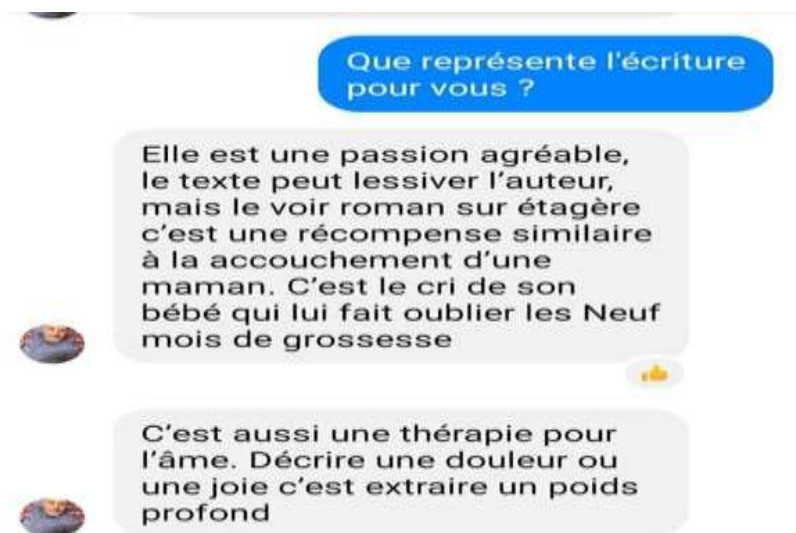 Que représente l'écriture
pour vous ?
Elle est une passion agréable,
le texte peut lessiver l'auteur,
mais le voir roman sur étagère
c'est une récompense similaire
à la accouchement d'une
maman. C'est le cri de son
bébé qui lui fait oublier les Neuf
mois de grossesse
C'est aussi une thérapie pour
l'âme. Décrire une douleur ou
une joie c'est extraire un poids
profond